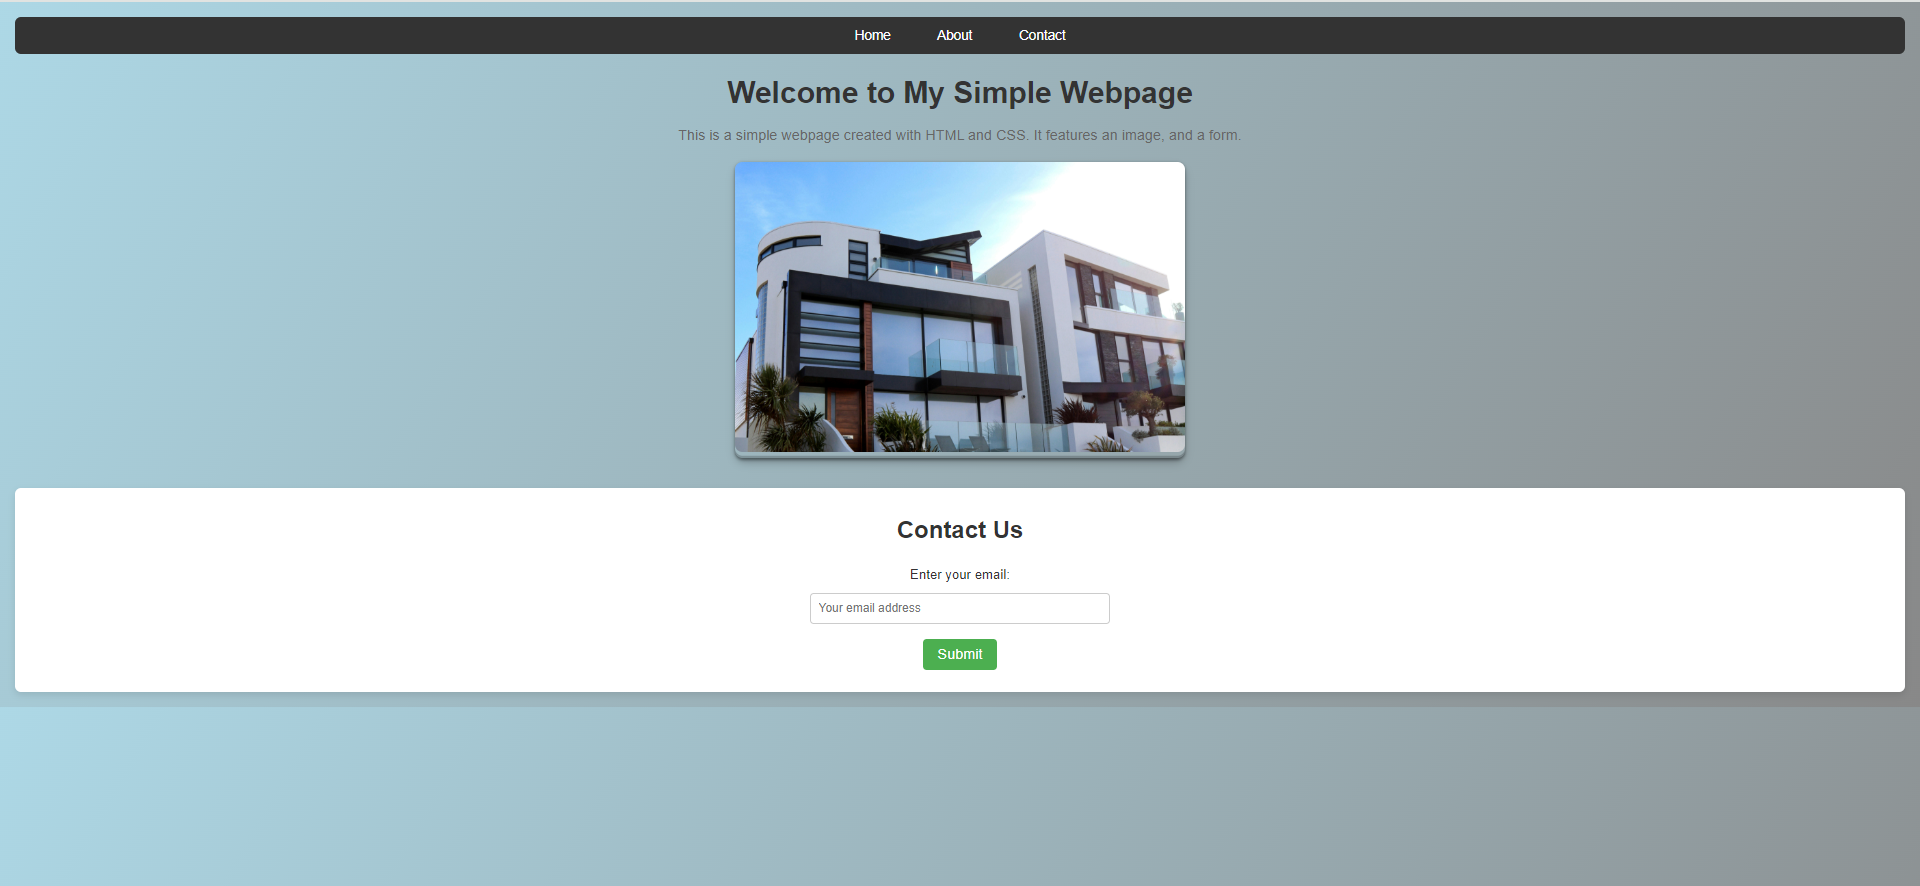 Home About Contact
Welcome to My Simple Webpage
This is a simple webpage created with HTML and CSS. It features an image, and a form.
Contact Us
Enter your email:
Your email address
Submit